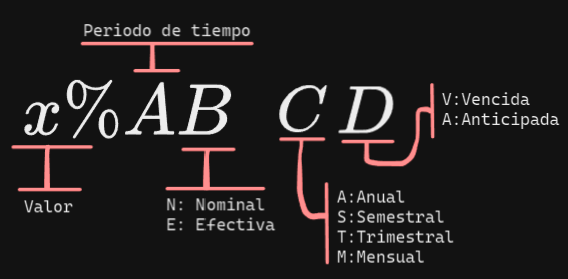 Periodo de tiempo
x%AB C D
V:Vencida
A:Anticipada
Valor
N: Nominal
E: Efectiva
A:Anual
S:Semestral
T:Trimestral
M:Mensual